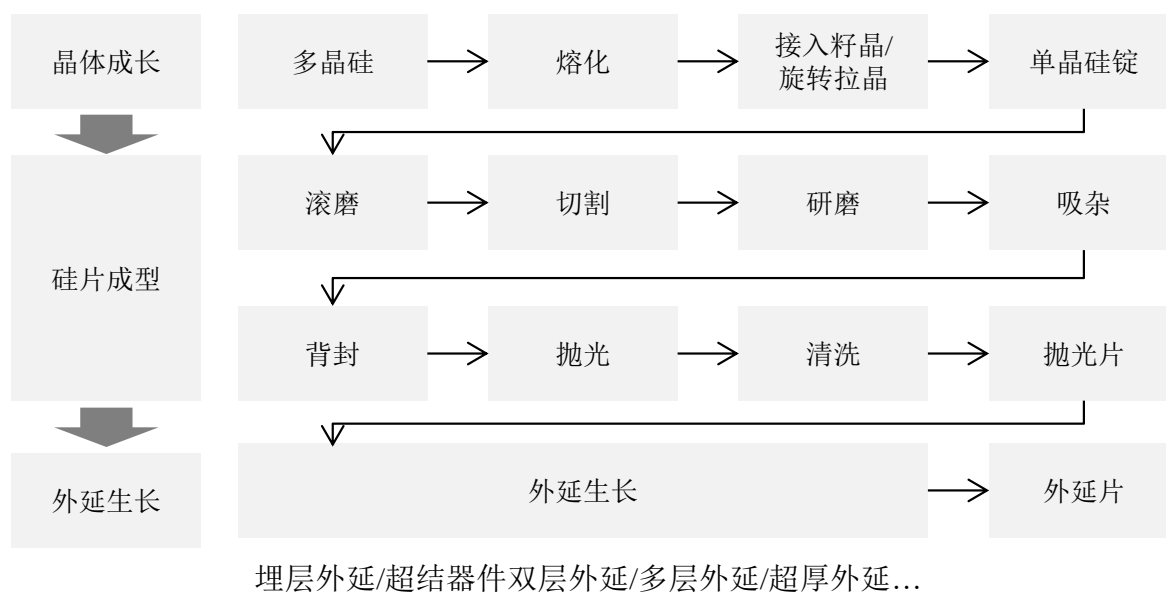 晶体成长
多晶硅
熔化
接入籽晶/
旋转拉晶
单晶硅锭
硅片成型
滚磨
切割
研磨
吸杂
背封
抛光
清洗
抛光片
外延生长
外延生长
外延片
埋层外延/超结器件双层外延/多层外延/超厚外延…